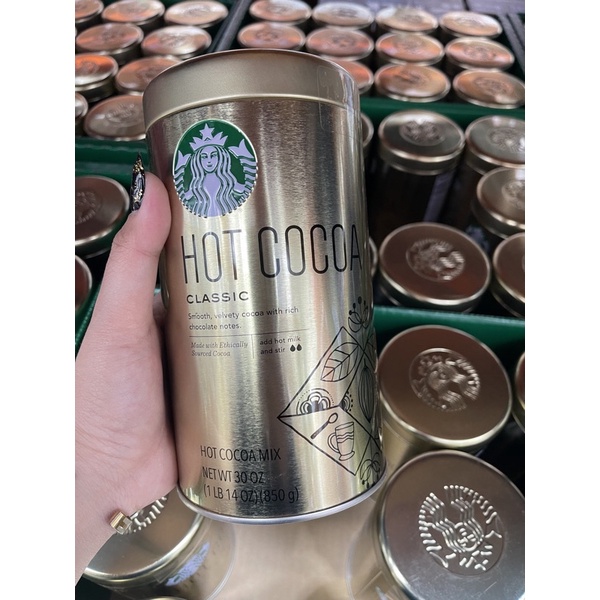 HOT COCOA
CLASSIC
Smooth, velvety cocoa with rich
chocolate notes.
Made with Ethically
Sourced Cocoa
add hot milk
and stir
HOT COCOA MIX
NET WT 30 OZ
(1 LB 14 OZ) (850 g)